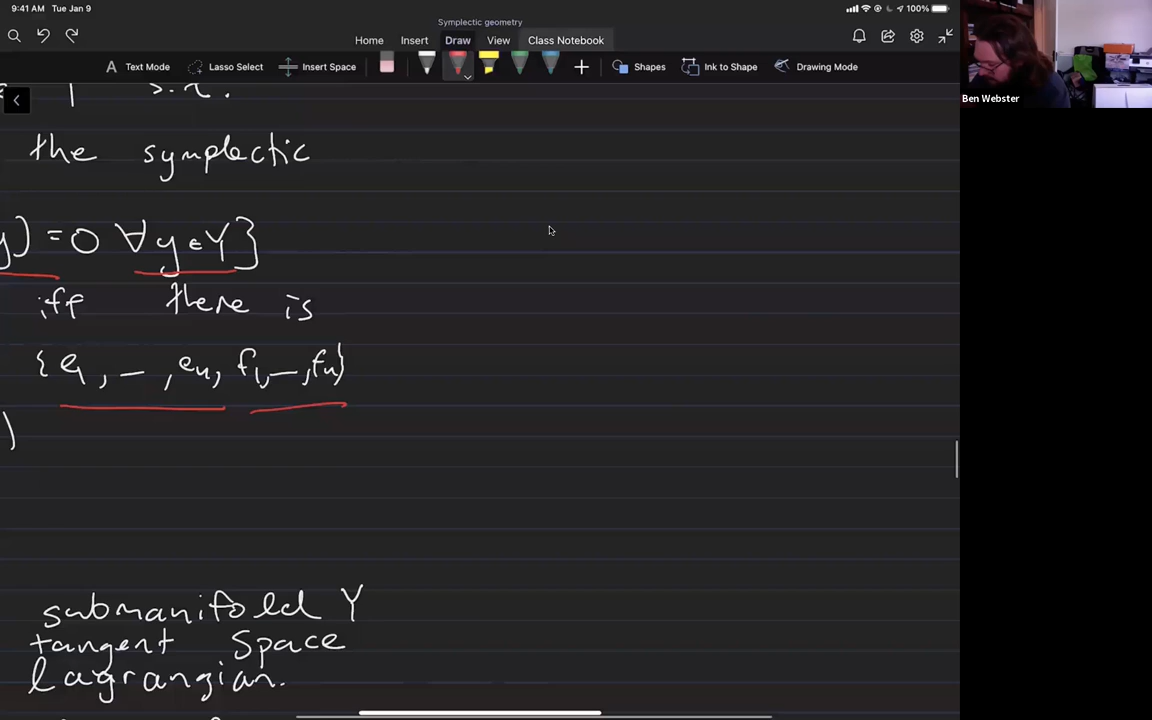 9:41 AM Tue Jan 9
100%
Symplectic geometry
Home Insert Draw View Class Notebook
Text Mode Lasso Select Insert Space Shapes Ink to Shape Drawing Mode
Ben Webster
s.t.
the symplectic
y) = 0 ∀ y ∈ Y}
iff there is
{e₁, –, eₙ, f₁, –, fₙ}
)
submanifold Y
tangent space
lagrangian.